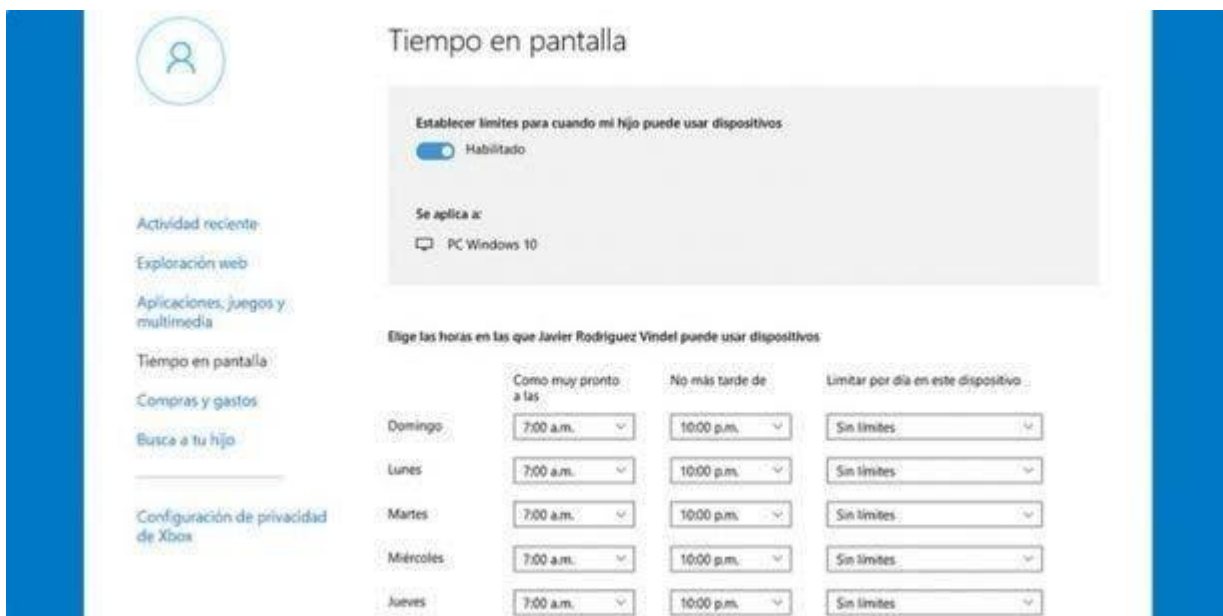 Tiempo en pantalla
Establecer límites para cuando mi hijo puede usar dispositivos
Habilitado
Se aplica a:
PC Windows 10
Actividad reciente
Exploración web
Aplicaciones, juegos y
multimedia
Tiempo en pantalla
Compras y gastos
Busca a tu hijo
Configuración de privacidad
de Xbox
Elige las horas en las que Javier Rodriguez Vindel puede usar dispositivos
Como muy pronto
a las
No más tarde de
Limitar por día en este dispositivo
Domingo 7:00 a.m. 10:00 p.m. Sin límites
Lunes 7:00 a.m. 10:00 p.m. Sin límites
Martes 7:00 a.m. 10:00 p.m. Sin límites
Miércoles 7:00 a.m. 10:00 p.m. Sin límites
Jueves 7:00 a.m. 10:00 p.m. Sin límites